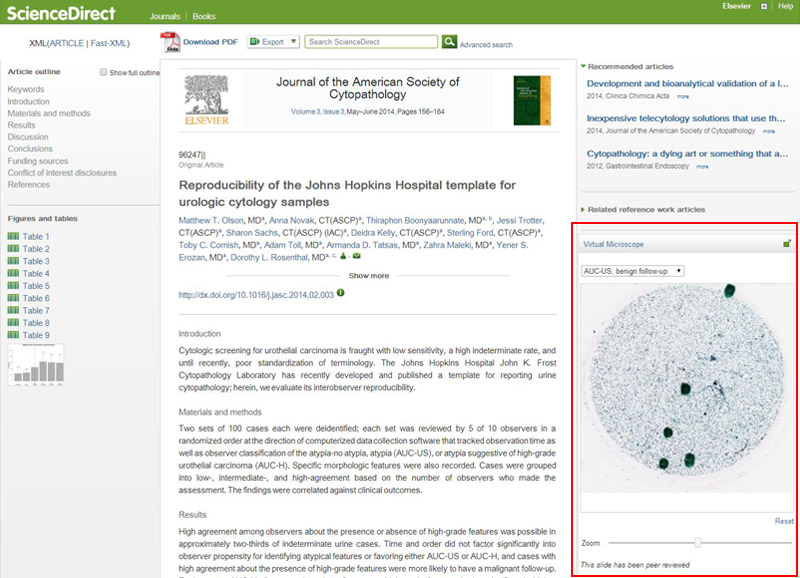 ScienceDirect
Journals | Books
Elsevier
Help
XML(ARTICLE | Fast-XML)
Download PDF
Export
Search ScienceDirect
Advanced search
Article outline
Show full outline
Keywords
Introduction
Materials and methods
Results
Discussion
Conclusions
Funding sources
Conflict of interest disclosures
References
Figures and tables
Table 1
Table 2
Table 3
Table 4
Table 5
Table 6
Table 7
Table 8
Table 9
ELSEVIER
Journal of the American Society of
Cytopathology
Volume 3, Issue 3, May–June 2014, Pages 156–164
96247||
Original Article
Reproducibility of the Johns Hopkins Hospital template for
urologic cytology samples
Matthew T. Olson, MDa, Anna Novak, CT(ASCP)a, Thiraphon Boonyaarunnate, MDa, b, Jessi Trotter,
CT(ASCP)a, Sharon Sachs, CT(ASCP) (IAC)a, Deidra Kelly, CT(ASCP)a, Sterling Ford, CT(ASCP)a,
Toby C. Cornish, MDa, Adam Toll, MDa, Armanda D. Tatsas, MDa, Zahra Maleki, MDa, Yener S.
Erozan, MDa, Dorothy L. Rosenthal, MDa, c,
Show more
http://dx.doi.org/10.1016/j.jasc.2014.02.003
Introduction
Cytologic screening for urothelial carcinoma is fraught with low sensitivity, a high indeterminate rate, and
until recently, poor standardization of terminology. The Johns Hopkins Hospital John K. Frost
Cytopathology Laboratory has recently developed and published a template for reporting urine
cytopathology; herein, we evaluate its interobserver reproducibility.
Materials and methods
Two sets of 100 cases each were deidentified; each set was reviewed by 5 of 10 observers in a
randomized order at the direction of computerized data collection software that tracked observation time as
well as observer classification of the atypia-no atypia, atypia (AUC-US), or atypia suggestive of high-grade
urothelial carcinoma (AUC-H). Specific morphologic features were also recorded. Cases were grouped
into low-, intermediate-, and high-agreement based on the number of observers who made the
assessment. The findings were correlated against clinical outcomes.
Results
High agreement among observers about the presence or absence of high-grade features was possible in
approximately two-thirds of indeterminate urine cases. Time and order did not factor significantly into
observer propensity for identifying atypical features or favoring either AUC-US or AUC-H, and cases with
high agreement about the presence of high-grade features were more likely to have a malignant follow-up.
Recommended articles
Development and bioanalytical validation of a l...
2014, Clinica Chimica Acta more
Inexpensive telecytology solutions that use th...
2014, Journal of the American Society of Cytopathology more
Cytopathology: a dying art or something that a...
2012, Gastrointestinal Endoscopy more
Related reference work articles
Virtual Microscope
AUC-US, benign follow-up
Reset
Zoom
This slide has been peer reviewed